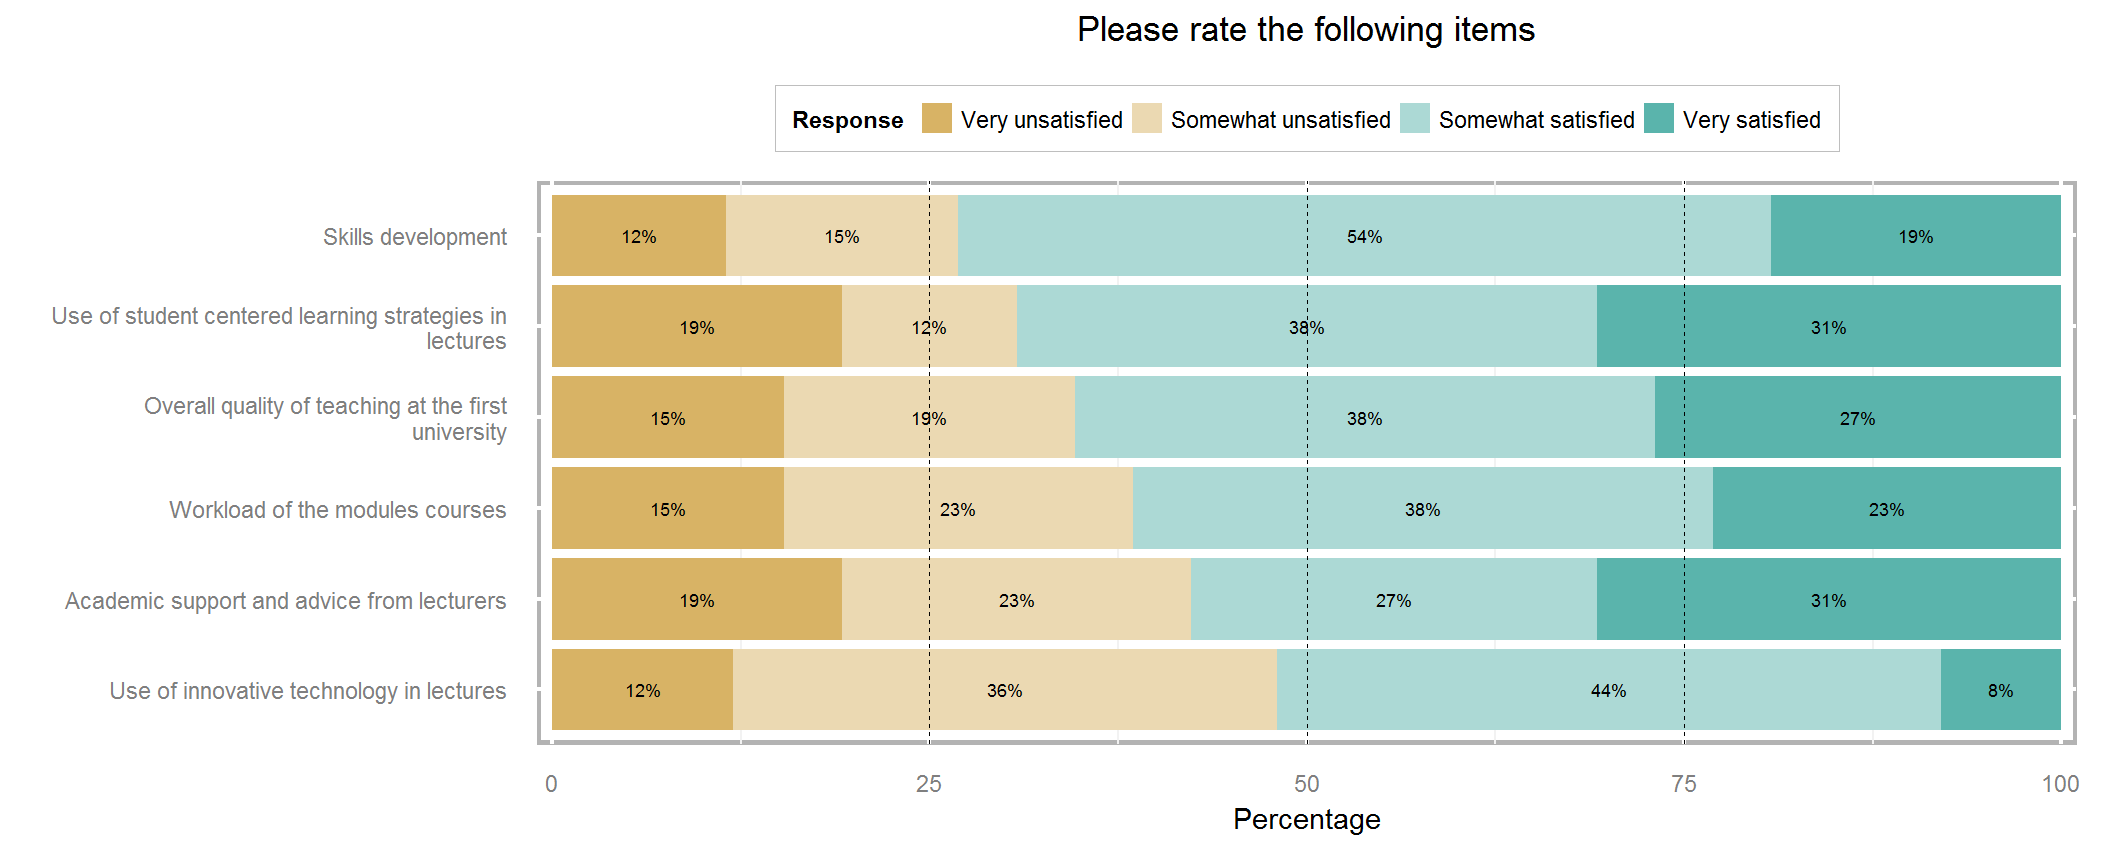 Please rate the following items
Response Very unsatisfied Somewhat unsatisfied Somewhat satisfied Very satisfied
Skills development 12% 15% 54% 19%
Use of student centered learning strategies in
lectures
19% 12% 38% 31%
Overall quality of teaching at the first
university
15% 19% 38% 27%
Workload of the modules courses 15% 23% 38% 23%
Academic support and advice from lecturers 19% 23% 27% 31%
Use of innovative technology in lectures 12% 36% 44% 8%
0 25 50 75 100
Percentage